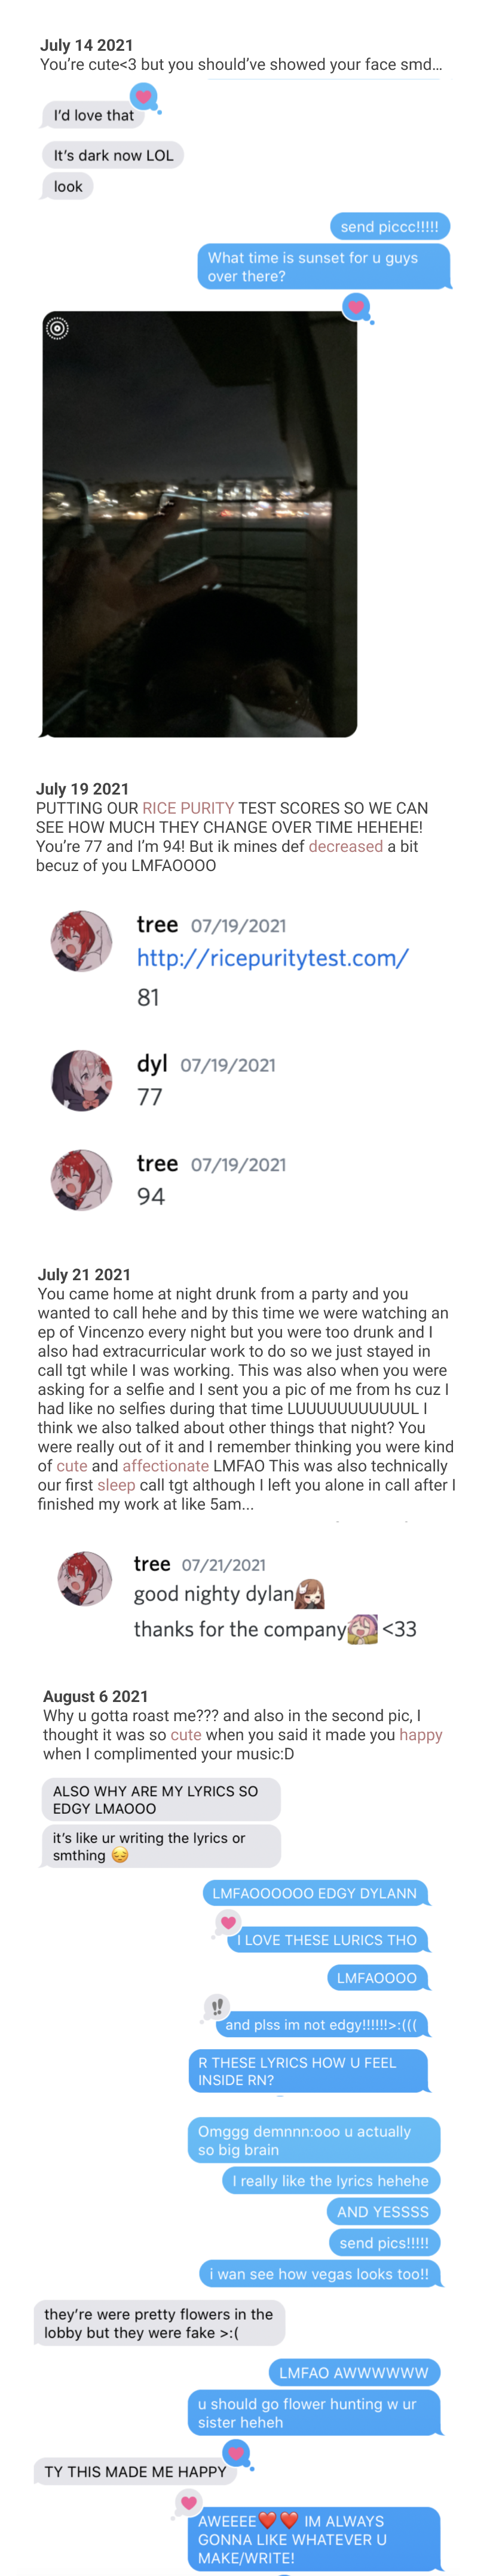 July 14 2021
You're cute<3 but you should've showed your face smd...
I'd love that
It's dark now LOL
look
send piccc!!!!!
What time is sunset for u guys
over there?
July 19 2021
PUTTING OUR RICE PURITY TEST SCORES SO WE CAN
SEE HOW MUCH THEY CHANGE OVER TIME HEHEHE!
You're 77 and I'm 94! But ik mines def decreased a bit
becuz of you LMFAOOOO
tree 07/19/2021
http://ricepuritytest.com/
81
dyl 07/19/2021
77
tree 07/19/2021
94
July 21 2021
You came home at night drunk from a party and you
wanted to call hehe and by this time we were watching an
ep of Vincenzo every night but you were too drunk and I
also had extracurricular work to do so we just stayed in
call tgt while I was working. This was also when you were
asking for a selfie and I sent you a pic of me from hs cuz I
had like no selfies during that time LUUUUUUUUUUUL I
think we also talked about other things that night? You
were really out of it and I remember thinking you were kind
of cute and affectionate LMFAO This was also technically
our first sleep call tgt although I left you alone in call after I
finished my work at like 5am...
tree 07/21/2021
good nighty dylan
thanks for the company <33
August 6 2021
Why u gotta roast me??? and also in the second pic, I
thought it was so cute when you said it made you happy
when I complimented your music:D
ALSO WHY ARE MY LYRICS SO
EDGY LMAOOO
it's like ur writing the lyrics or
smthing 😔
LMFAOOOOOO EDGY DYLANN
I LOVE THESE LURICS THO
LMFAOOOO
and plss im not edgy!!!!!!>:(((
R THESE LYRICS HOW U FEEL
INSIDE RN?
Omggg demnnn:ooo u actually
so big brain
I really like the lyrics hehehe
AND YESSSS
send pics!!!!!
i wan see how vegas looks too!!
they're were pretty flowers in the
lobby but they were fake >:(
LMFAO AWWWWWW
u should go flower hunting w ur
sister heheh
TY THIS MADE ME HAPPY
AWEEEE❤️❤️ IM ALWAYS
GONNA LIKE WHATEVER U
MAKE/WRITE!